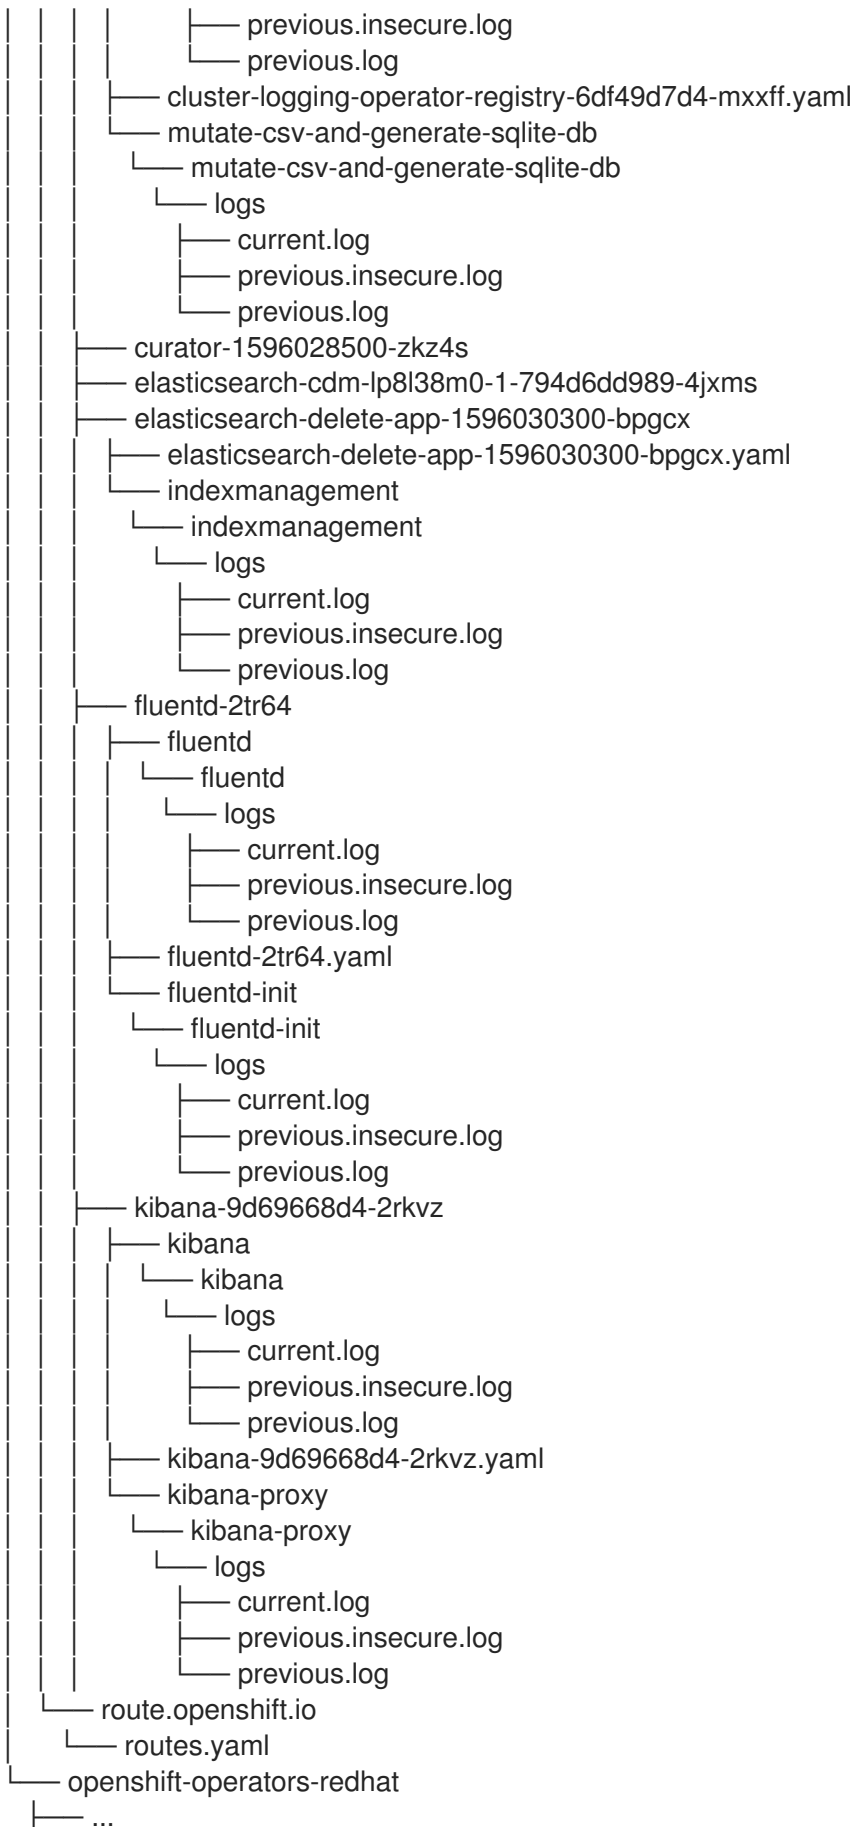 │ │ │ │ ├── previous.insecure.log
│ │ │ │ └── previous.log
│ │ │ ├── cluster-logging-operator-registry-6df49d7d4-mxxff.yaml
│ │ │ └── mutate-csv-and-generate-sqlite-db
│ │ │ └── mutate-csv-and-generate-sqlite-db
│ │ │ └── logs
│ │ │ ├── current.log
│ │ │ ├── previous.insecure.log
│ │ │ └── previous.log
│ │ ├── curator-1596028500-zkz4s
│ │ ├── elasticsearch-cdm-lp8l38m0-1-794d6dd989-4jxms
│ │ ├── elasticsearch-delete-app-1596030300-bpgcx
│ │ │ ├── elasticsearch-delete-app-1596030300-bpgcx.yaml
│ │ │ └── indexmanagement
│ │ │ └── indexmanagement
│ │ │ └── logs
│ │ │ ├── current.log
│ │ │ ├── previous.insecure.log
│ │ │ └── previous.log
│ │ ├── fluentd-2tr64
│ │ │ ├── fluentd
│ │ │ │ └── fluentd
│ │ │ │ └── logs
│ │ │ │ ├── current.log
│ │ │ │ ├── previous.insecure.log
│ │ │ │ └── previous.log
│ │ │ ├── fluentd-2tr64.yaml
│ │ │ └── fluentd-init
│ │ │ └── fluentd-init
│ │ │ └── logs
│ │ │ ├── current.log
│ │ │ ├── previous.insecure.log
│ │ │ └── previous.log
│ │ ├── kibana-9d69668d4-2rkvz
│ │ │ ├── kibana
│ │ │ │ └── kibana
│ │ │ │ └── logs
│ │ │ │ ├── current.log
│ │ │ │ ├── previous.insecure.log
│ │ │ │ └── previous.log
│ │ │ ├── kibana-9d69668d4-2rkvz.yaml
│ │ │ └── kibana-proxy
│ │ │ └── kibana-proxy
│ │ │ └── logs
│ │ │ ├── current.log
│ │ │ ├── previous.insecure.log
│ │ │ └── previous.log
│ └── route.openshift.io
│ └── routes.yaml
└── openshift-operators-redhat
├── ...